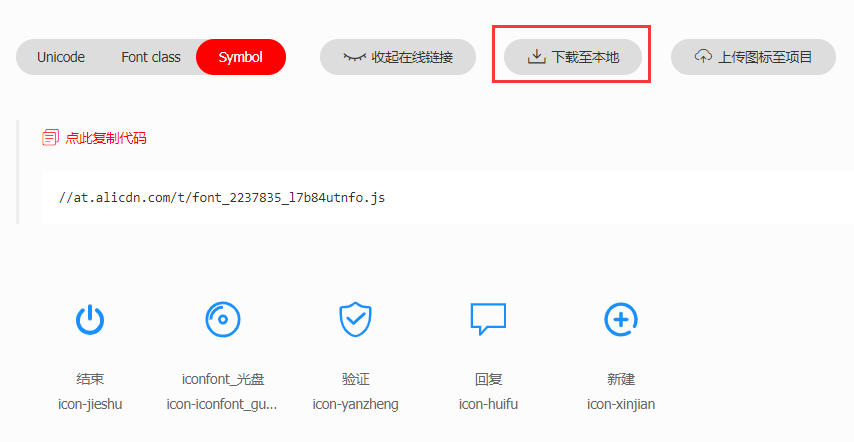 Unicode Font class Symbol 收起在线链接 下载至本地 上传图标至项目
点此复制代码
//at.alicdn.com/t/font_2237835_l7b84utnfo.js
结束 iconfont_光盘 验证 回复 新建
icon-jieshu icon-iconfont_gu... icon-yanzheng icon-huifu icon-xinjian